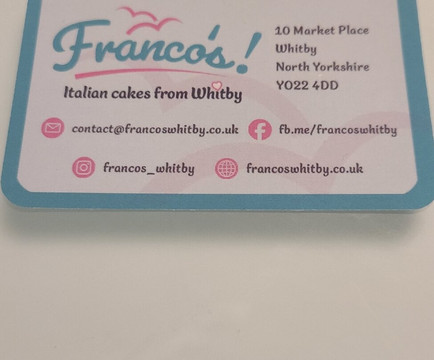 Franco's!
Italian cakes from Whitby
10 Market Place
Whitby
North Yorkshire
YO22 4DD
contact@francoswhitby.co.uk
fb.me/francoswhitby
francos_whitby
francoswhitby.co.uk